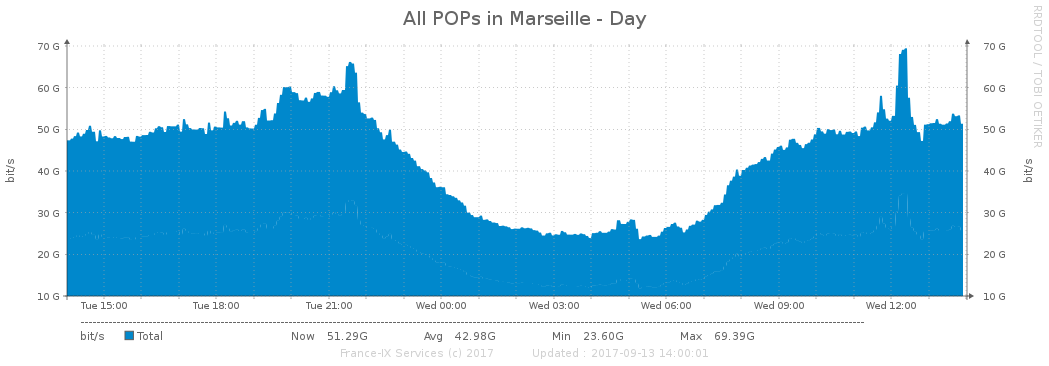 All POPs in Marseille - Day
RRDTOOL / TOBI OETIKER
70 G 70 G
60 G 60 G
50 G 50 G
40 G 40 G
30 G 30 G
20 G 20 G
10 G 10 G
bit/s bit/s
Tue 15:00 Tue 18:00 Tue 21:00 Wed 00:00 Wed 03:00 Wed 06:00 Wed 09:00 Wed 12:00
bit/s Total Now 51.29G Avg 42.98G Min 23.60G Max 69.39G
France-IX Services (c) 2017 Updated : 2017-09-13 14:00:01